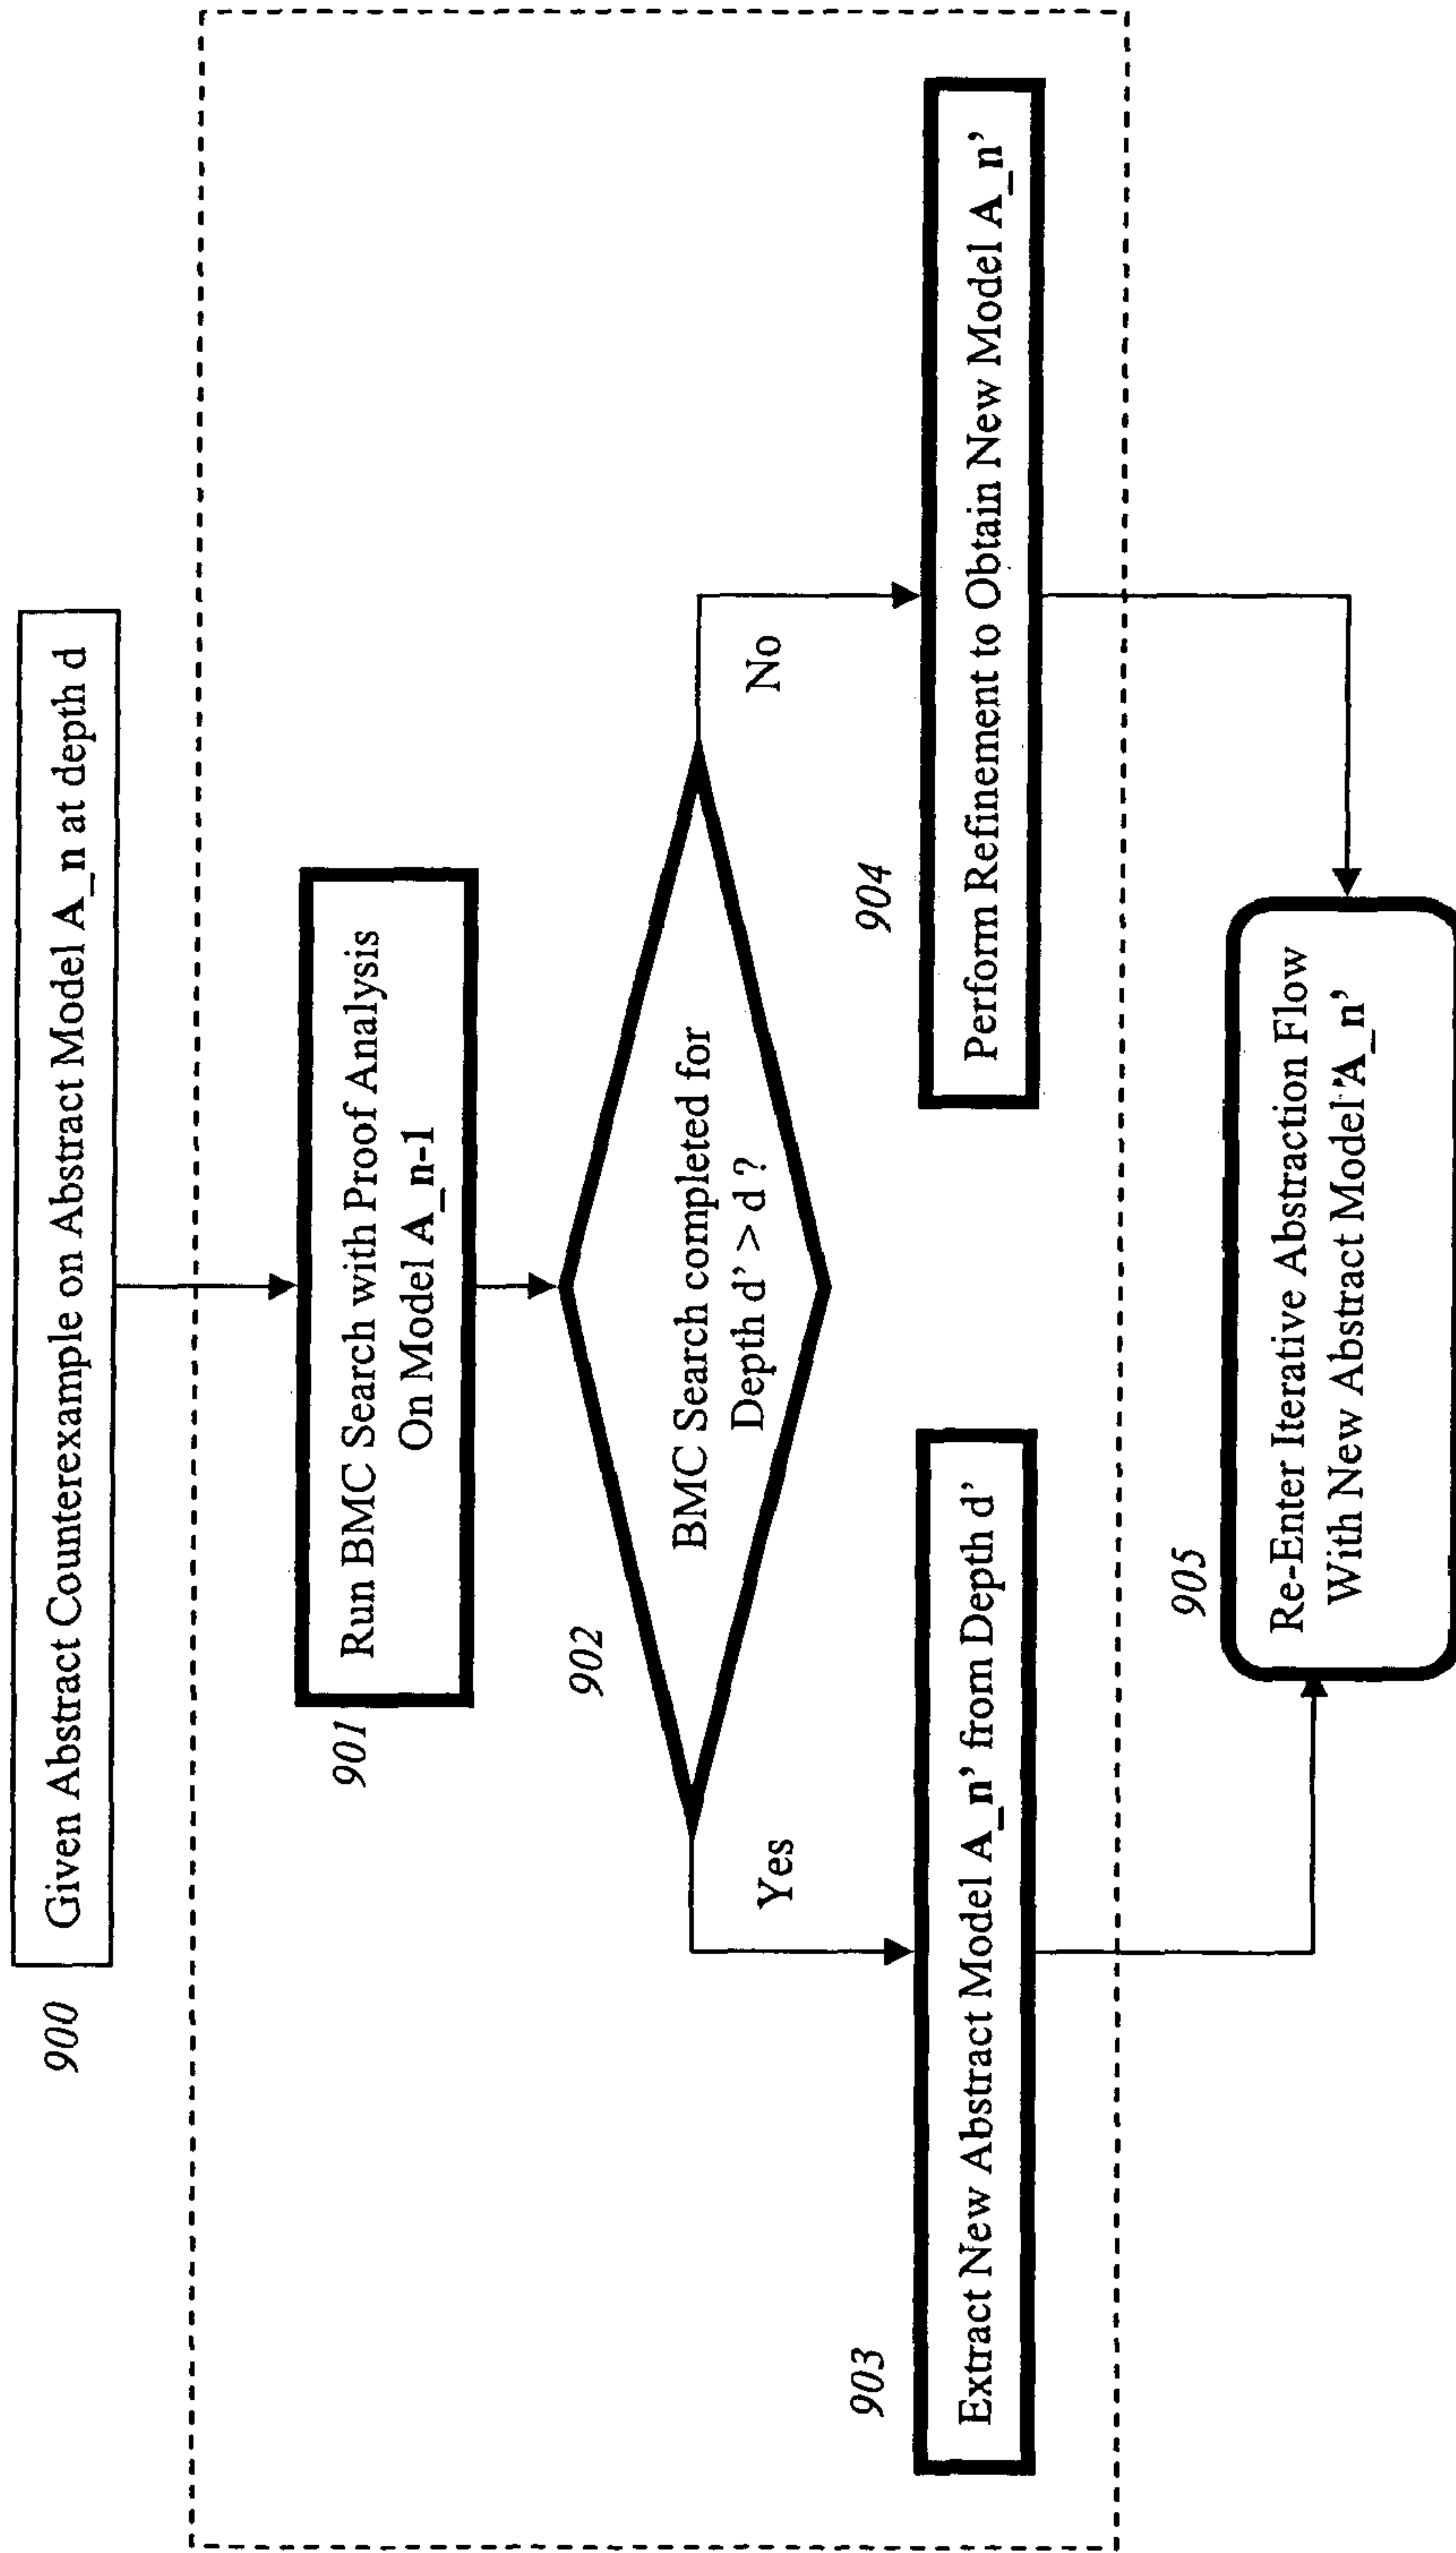 900
Given Abstract Counterexample on Abstract Model A_n at depth d
901
Run BMC Search with Proof Analysis
On Model A_n-1
902
BMC Search completed for
Depth d' > d ?
Yes
No
903
Extract New Abstract Model A_n' from Depth d'
904
Perform Refinement to Obtain New Model A_n'
905
Re-Enter Iterative Abstraction Flow
With New Abstract Model A_n'